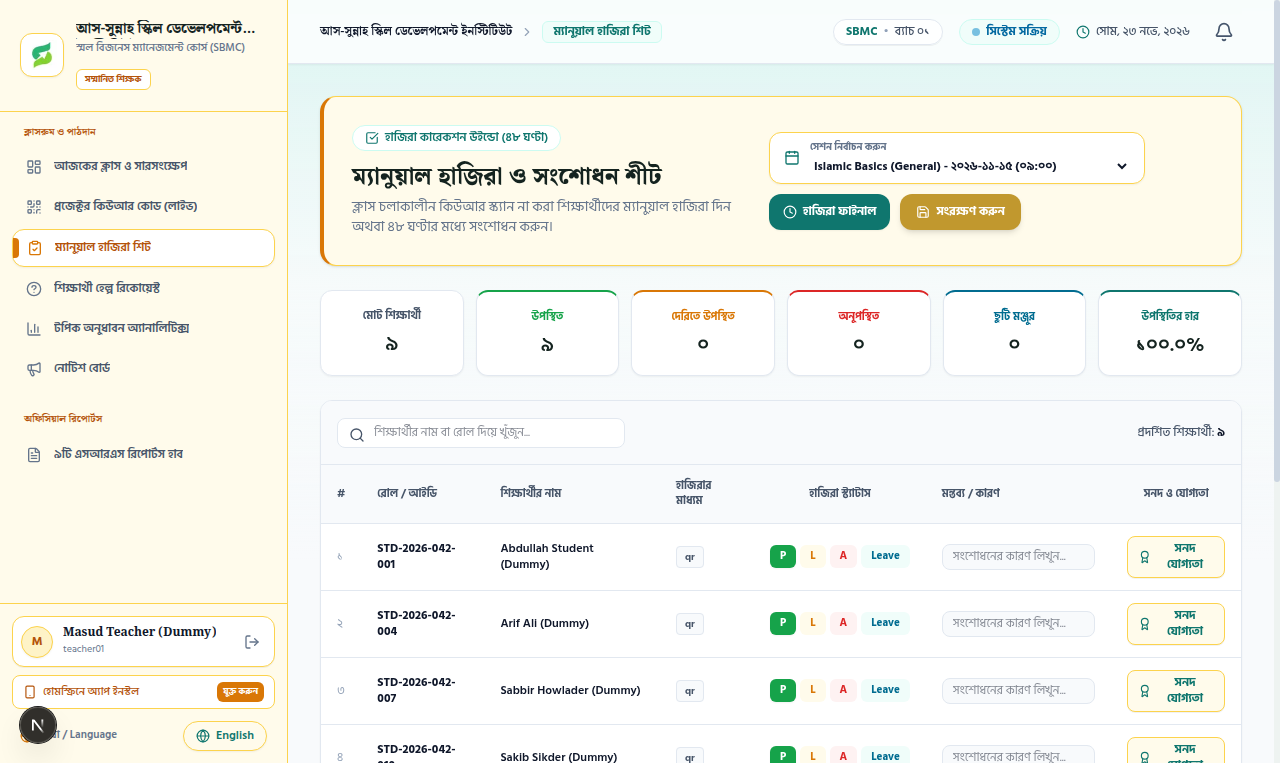 আস-সুন্নাহ স্কিল ডেভেলপমেন্ট...
স্মল বিজনেস ম্যানেজমেন্ট কোর্স (SBMC)
সম্মানিত শিক্ষক
ক্লাসরুম ও পাঠদান
আজকের ক্লাস ও সারসংক্ষেপ
প্রজেক্টর কিউআর কোড (লাইভ)
ম্যানুয়াল হাজিরা শিট
শিক্ষার্থী হেল্প রিকোয়েস্ট
টপিক অনুধাবন অ্যানালিটিক্স
নোটিশ বোর্ড
অফিসিয়াল রিপোর্টস
৯টি এসআরএস রিপোর্টস হাব
M
Masud Teacher (Dummy)
teacher01
হোমস্ক্রিনে অ্যাপ ইনস্টল
যুক্ত করুন
N
/ Language
English
আস-সুন্নাহ স্কিল ডেভেলপমেন্ট ইনস্টিটিউট
ম্যানুয়াল হাজিরা শিট
SBMC • ব্যাচ ০১
সিস্টেম সক্রিয়
সোম, ২৩ নভে, ২০২৬
হাজিরা কারেকশন উইন্ডো (৪৮ ঘণ্টা)
ম্যানুয়াল হাজিরা ও সংশোধন শীট
ক্লাস চলাকালীন কিউআর স্ক্যান না করা শিক্ষার্থীদের ম্যানুয়াল হাজিরা দিন
অথবা ৪৮ ঘণ্টার মধ্যে সংশোধন করুন।
সেশন নির্বাচন করুন
Islamic Basics (General) - ২০২৬-১১-১৫ (০৯:০০)
হাজিরা ফাইনাল
সংরক্ষণ করুন
মোট শিক্ষার্থী
৯
উপস্থিত
৯
দেরিতে উপস্থিত
০
অনুপস্থিত
০
ছুটি মঞ্জুর
০
উপস্থিতির হার
১০০.০%
শিক্ষার্থীর নাম বা রোল দিয়ে খুঁজুন...
প্রদর্শিত শিক্ষার্থী: ৯
# রোল / আইডি শিক্ষার্থীর নাম হাজিরার মাধ্যম হাজিরা স্ট্যাটাস মন্তব্য / কারণ সনদ ও যোগ্যতা
১ STD-2026-042-001 Abdullah Student (Dummy) qr P L A Leave সংশোধনের কারণ লিখুন... সনদ যোগ্যতা
২ STD-2026-042-004 Arif Ali (Dummy) qr P L A Leave সংশোধনের কারণ লিখুন... সনদ যোগ্যতা
৩ STD-2026-042-007 Sabbir Howlader (Dummy) qr P L A Leave সংশোধনের কারণ লিখুন... সনদ যোগ্যতা
৪ STD-2026-042- Sakib Sikder (Dummy) qr P L A Leave সংশোধনের কারণ লিখুন... সনদ